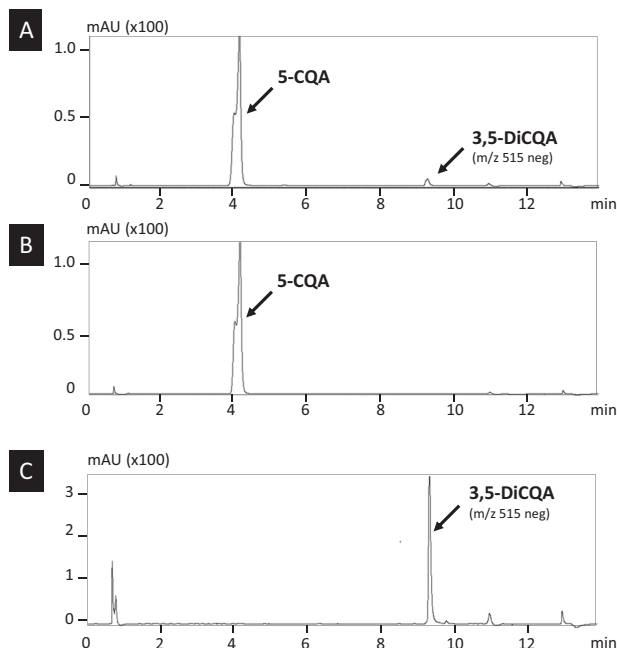 A
mAU (x100)
1.0
5-CQA
0.5
3,5-DiCQA
(m/z 515 neg)
0
0 2 4 6 8 10 12 min
B
mAU (x100)
1.0
5-CQA
0.5
0
0 2 4 6 8 10 12 min
C
mAU (x100)
3
3,5-DiCQA
(m/z 515 neg)
2
1
0
0 2 4 6 8 10 12 min